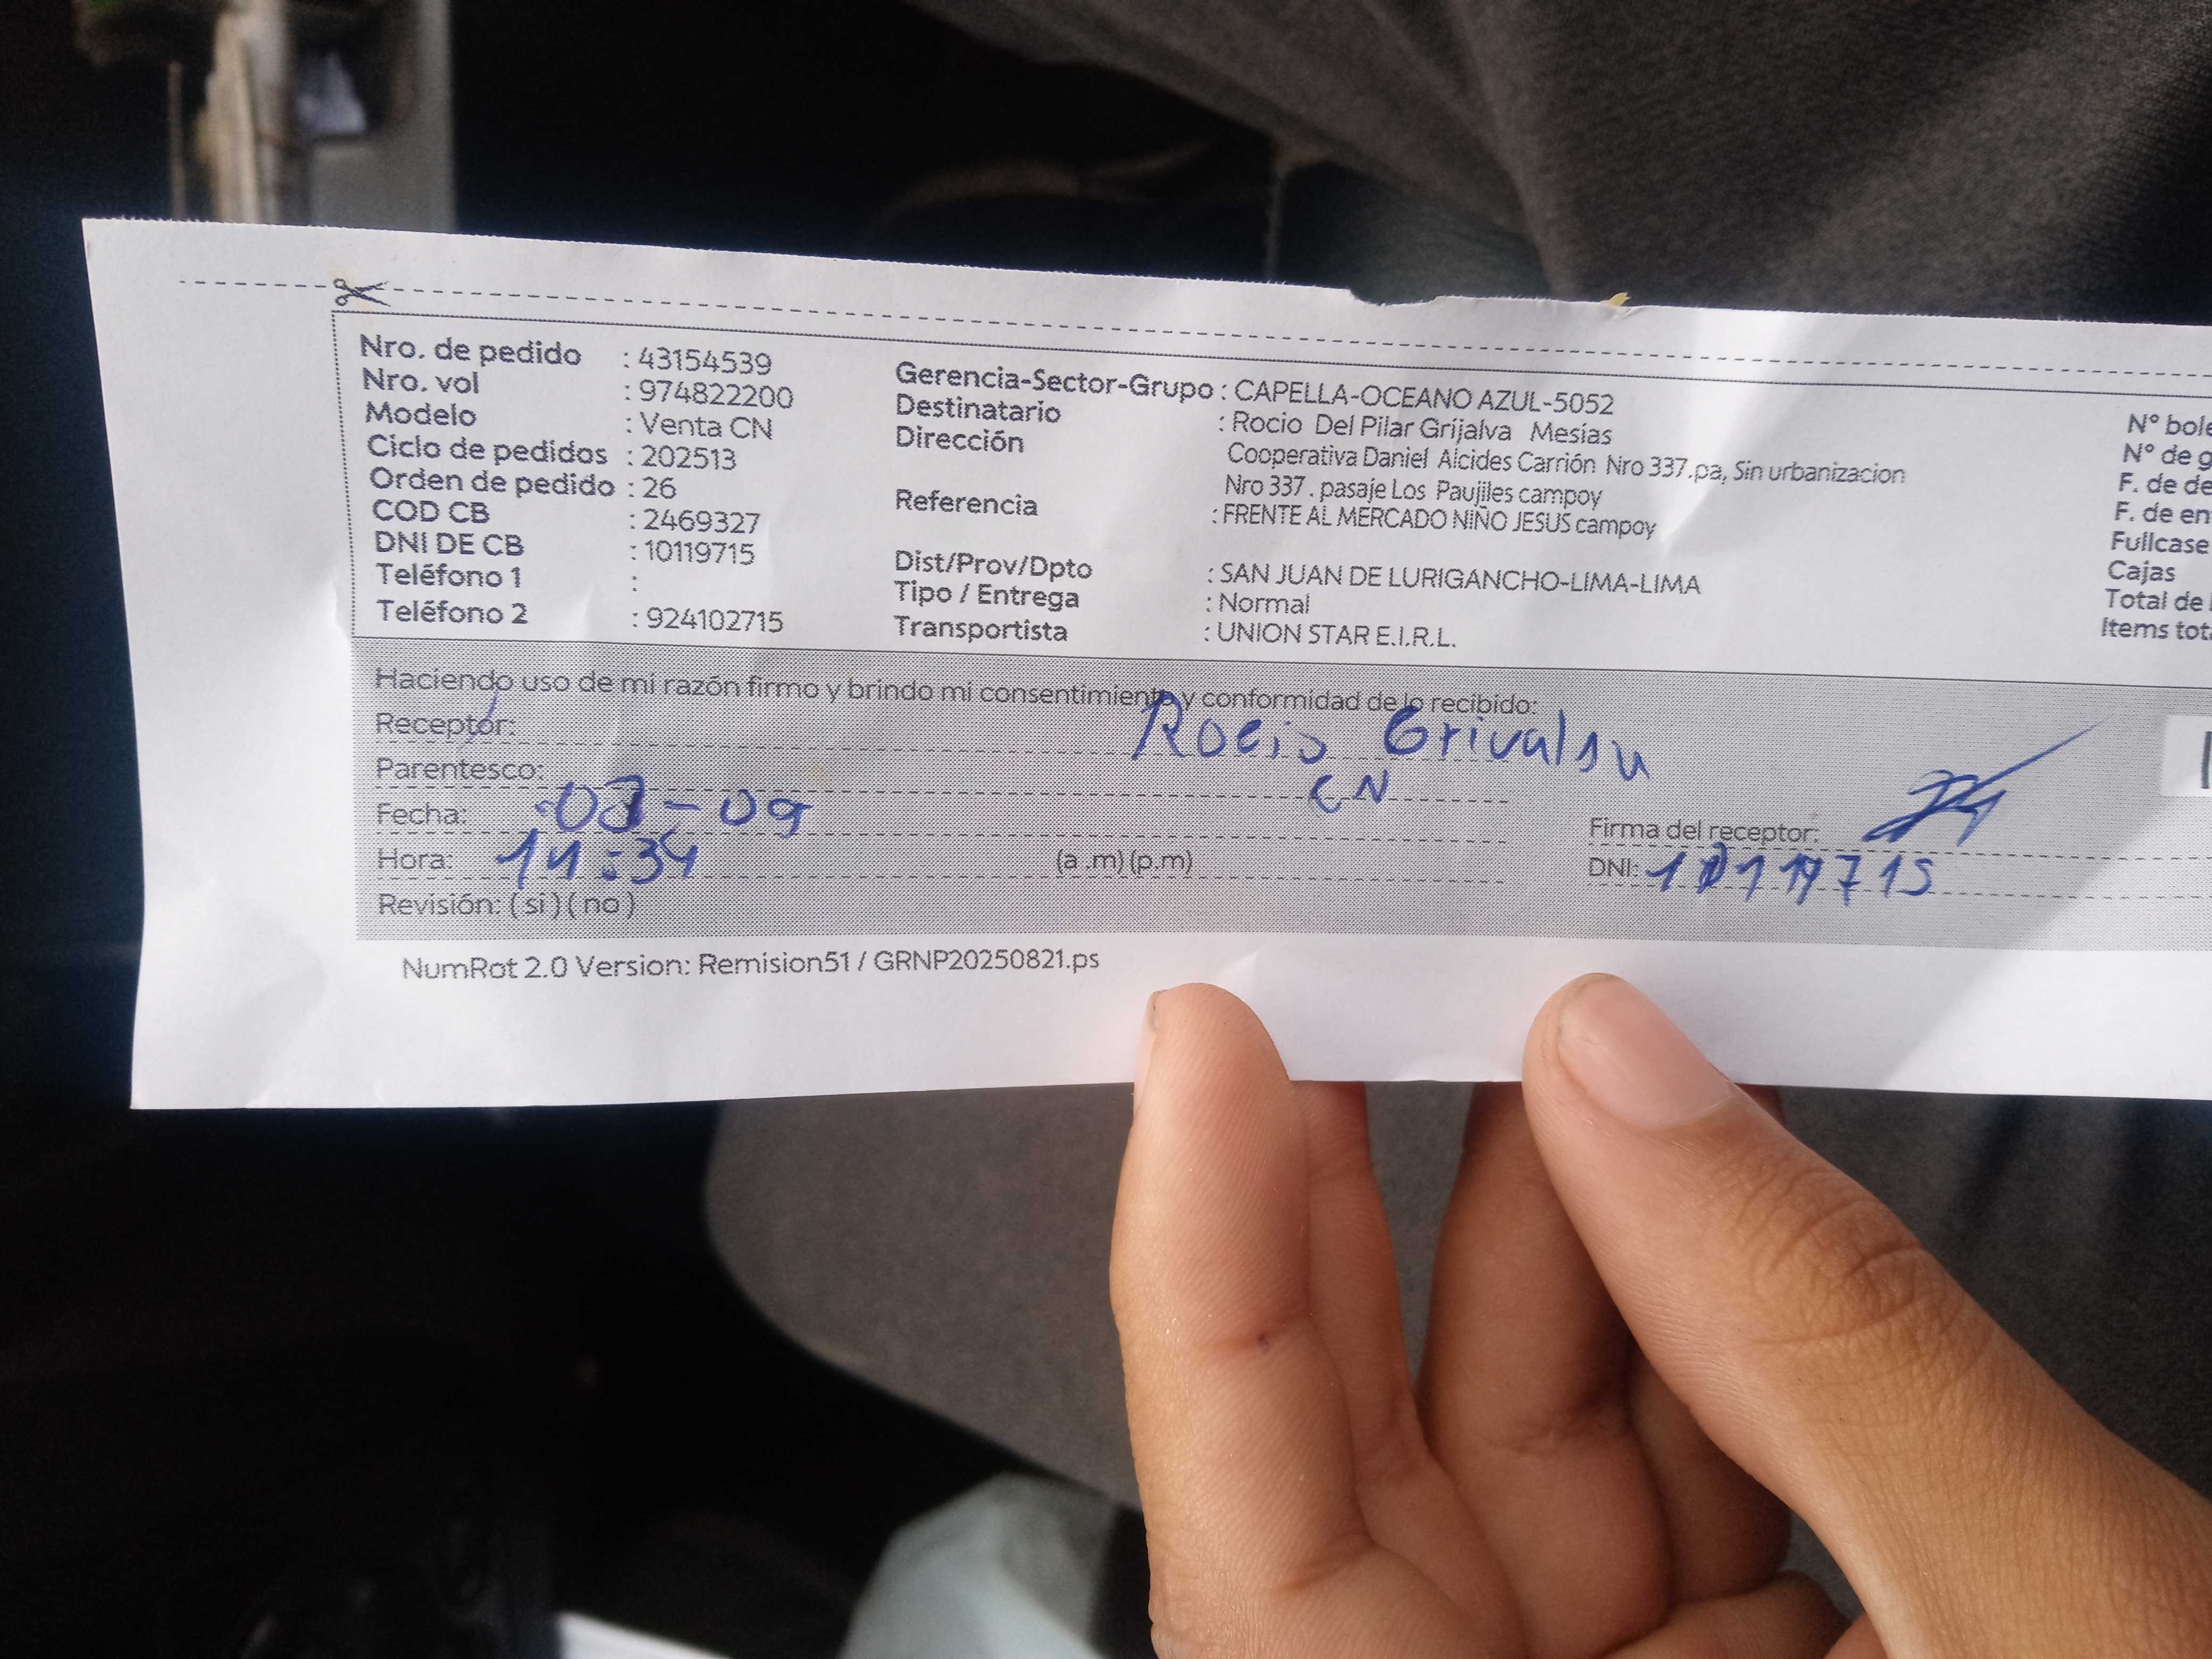 Nro. de pedido : 43154539
Nro. vol : 974822200
Modelo : Venta CN
Ciclo de pedidos : 202513
Orden de pedido : 26
COD CB : 2469327
DNI DE CB : 10119715
Teléfono 1 :
Teléfono 2 : 924102715
Gerencia-Sector-Grupo : CAPELLA-OCEANO AZUL-5052
Destinatario : Rocio Del Pilar Grijalva Mesías
Dirección Cooperativa Daniel Alcides Carrión Nro 337.pa, Sin urbanizacion
Nro 337 . pasaje Los Paujiles campoy
Referencia : FRENTE AL MERCADO NIÑO JESUS campoy
Dist/Prov/Dpto : SAN JUAN DE LURIGANCHO-LIMA-LIMA
Tipo / Entrega : Normal
Transportista : UNION STAR E.I.R.L.
N° bole
N° de g
F. de de
F. de en
Fullcase
Cajas
Total de
Items tot
Haciendo uso de mi razón firmo y brindo mi consentimiento y conformidad de lo recibido:
Receptor: Rocio
Parentesco: CN
Fecha: -09
Hora: :34 (a .m) (p.m)
Revisión: ( si ) ( no )
Firma del receptor:
DNI: 10119715
NumRot 2.0 Version: Remision51 / GRNP20250821.ps